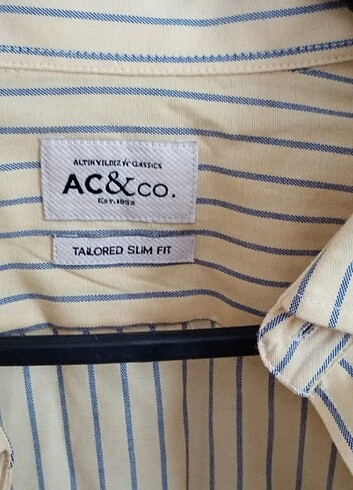 ALTINYILDIZ CLASSICS
AC&CO.
EST.1952
TAILORED SLIM FIT